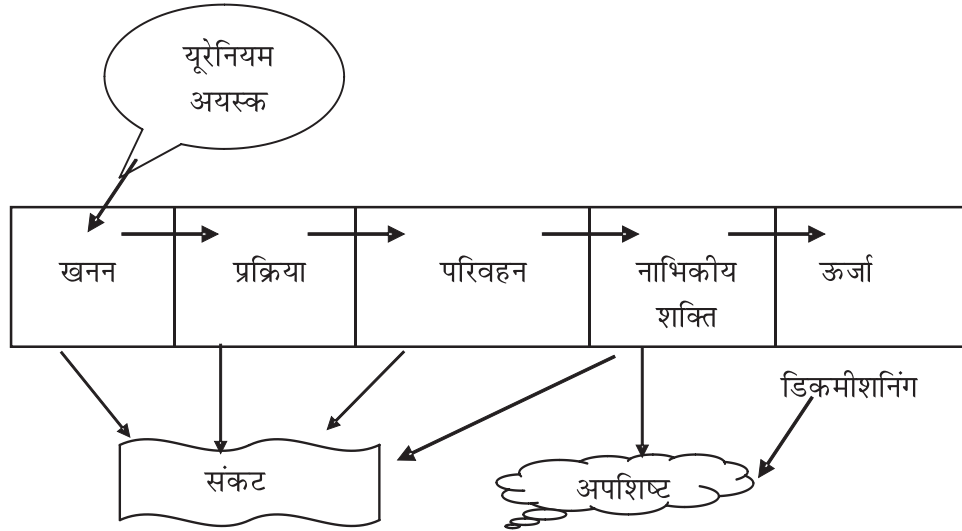 यूरेनियम
अयस्क
खनन
प्रक्रिया
परिवहन
नाभिकीय
शक्ति
ऊर्जा
डिकमीशनिंग
संकट
अपशिष्ट